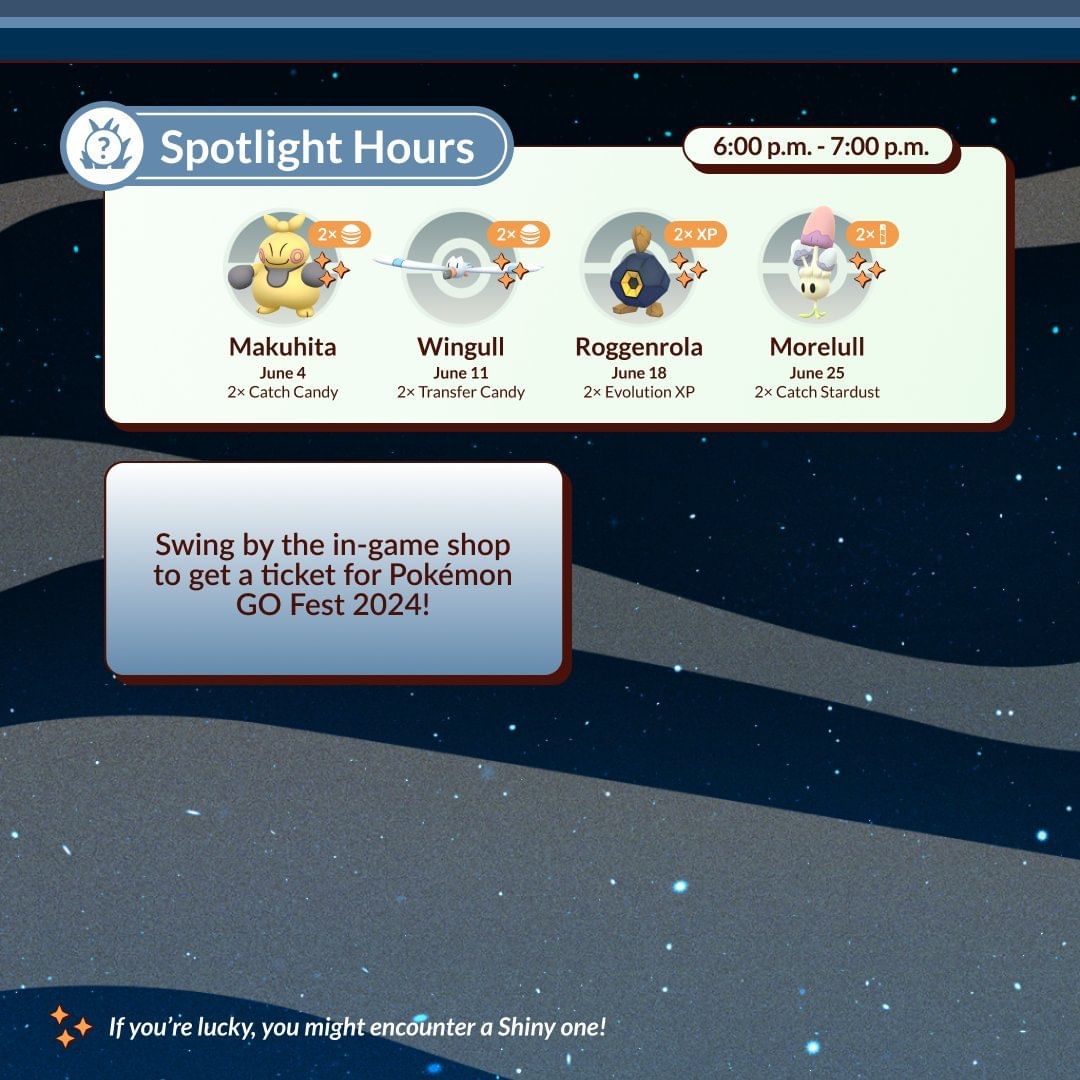 Spotlight Hours
6:00 p.m. - 7:00 p.m.
2×
2×
2× XP
2×
Makuhita
June 4
2× Catch Candy
Wingull
June 11
2× Transfer Candy
Roggenrola
June 18
2× Evolution XP
Morelull
June 25
2× Catch Stardust
Swing by the in-game shop
to get a ticket for Pokémon
GO Fest 2024!
If you're lucky, you might encounter a Shiny one!